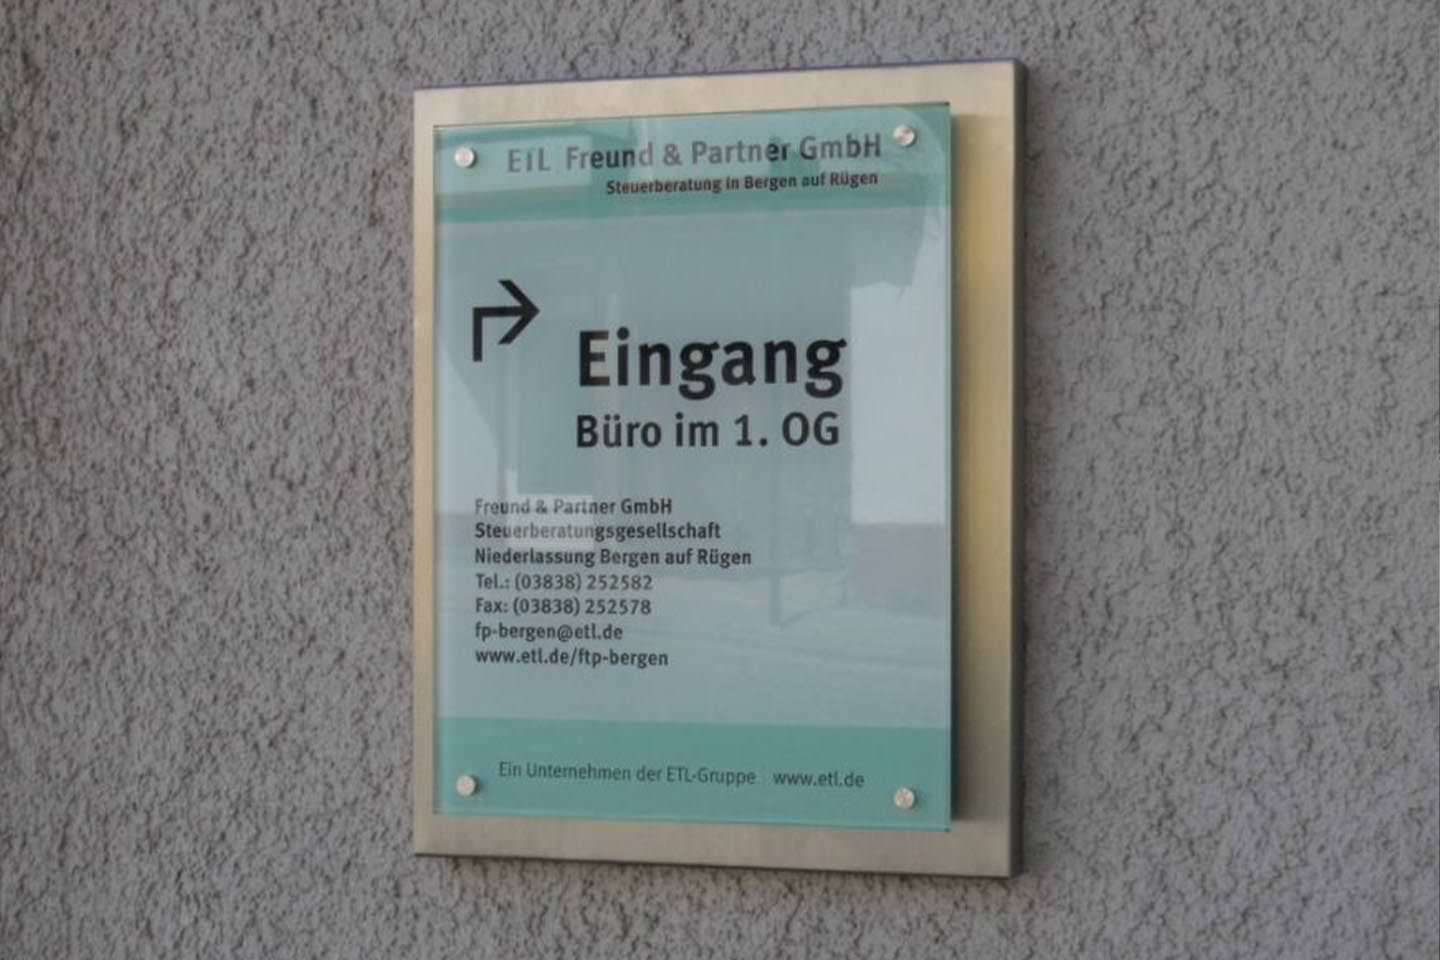 ETL Freund & Partner GmbH
Steuerberatung in Bergen auf Rügen
Eingang
Büro im 1. OG
Freund & Partner GmbH
Steuerberatungsgesellschaft
Niederlassung Bergen auf Rügen
Tel.: (03838) 252582
Fax: (03838) 252578
fp-bergen@etl.de
www.etl.de/ftp-bergen
Ein Unternehmen der ETL-Gruppe www.etl.de